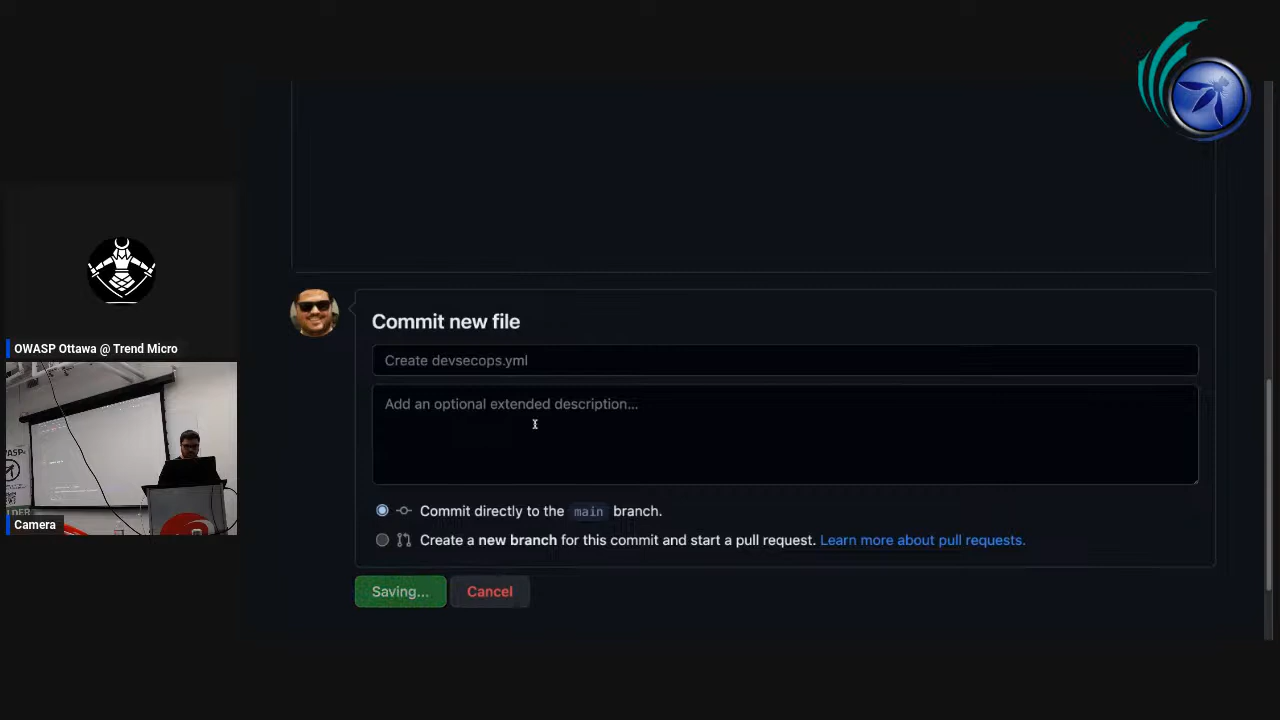 Commit new file
Create devsecops.yml
Add an optional extended description...
Commit directly to the main branch.
Create a new branch for this commit and start a pull request. Learn more about pull requests.
Saving...
Cancel
OWASP Ottawa @ Trend Micro
Camera